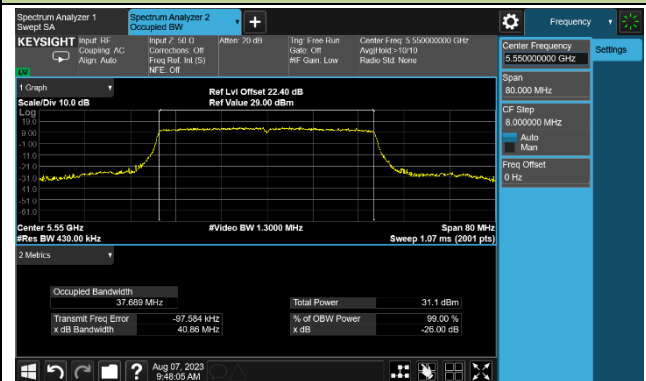 Spectrum Analyzer 1
Swept SA
Spectrum Analyzer 2
Occupied BW
Frequency
KEYSIGHT
Input: RF
Coupling: AC
Align: Auto
Input Z: 50 Ω
Corrections: Off
Freq Ref: Int (S)
NFE: Off
Atten: 20 dB
Trig: Free Run
Gate: Off
#IF Gain: Low
Center Freq: 5.550000000 GHz
Avg|Hold:>10/10
Radio Std: None
Center Frequency
5.550000000 GHz
Settings
Span
80.000 MHz
CF Step
8.000000 MHz
Auto
Man
Freq Offset
0 Hz
1 Graph
Ref Lvl Offset 22.40 dB
Scale/Div 10.0 dB
Ref Value 29.00 dBm
Log
19.0
9.00
-1.00
-11.0
-21.0
-31.0
-41.0
-51.0
-61.0
Center 5.55 GHz
#Video BW 1.3000 MHz
Span 80 MHz
#Res BW 430.00 kHz
Sweep 1.07 ms (2001 pts)
2 Metrics
Occupied Bandwidth
37.689 MHz
Total Power
31.1 dBm
Transmit Freq Error
-97.584 kHz
% of OBW Power
99.00 %
x dB Bandwidth
40.86 MHz
x dB
-26.00 dB
Aug 07, 2023
9:48:05 AM